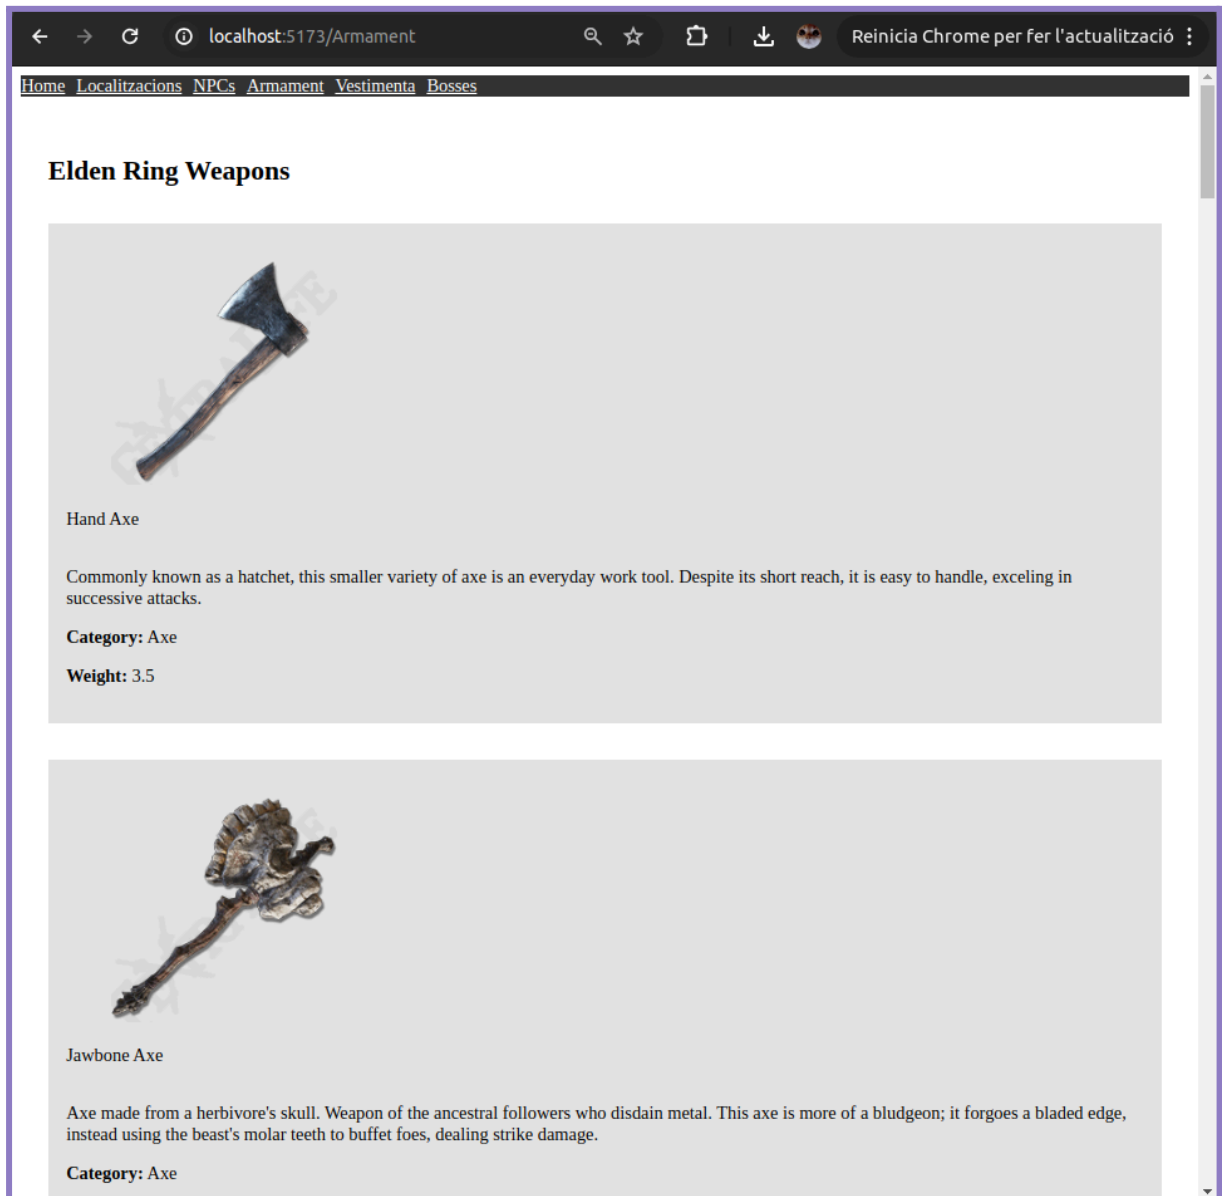 localhost:5173/Armament
Reinicia Chrome per fer l'actualització
Home Localitzacions NPCs Armament Vestimenta Bosses
Elden Ring Weapons
Hand Axe
Commonly known as a hatchet, this smaller variety of axe is an everyday work tool. Despite its short reach, it is easy to handle, exceling in
successive attacks.
Category: Axe
Weight: 3.5
Jawbone Axe
Axe made from a herbivore's skull. Weapon of the ancestral followers who disdain metal. This axe is more of a bludgeon; it forgoes a bladed edge,
instead using the beast's molar teeth to buffet foes, dealing strike damage.
Category: Axe